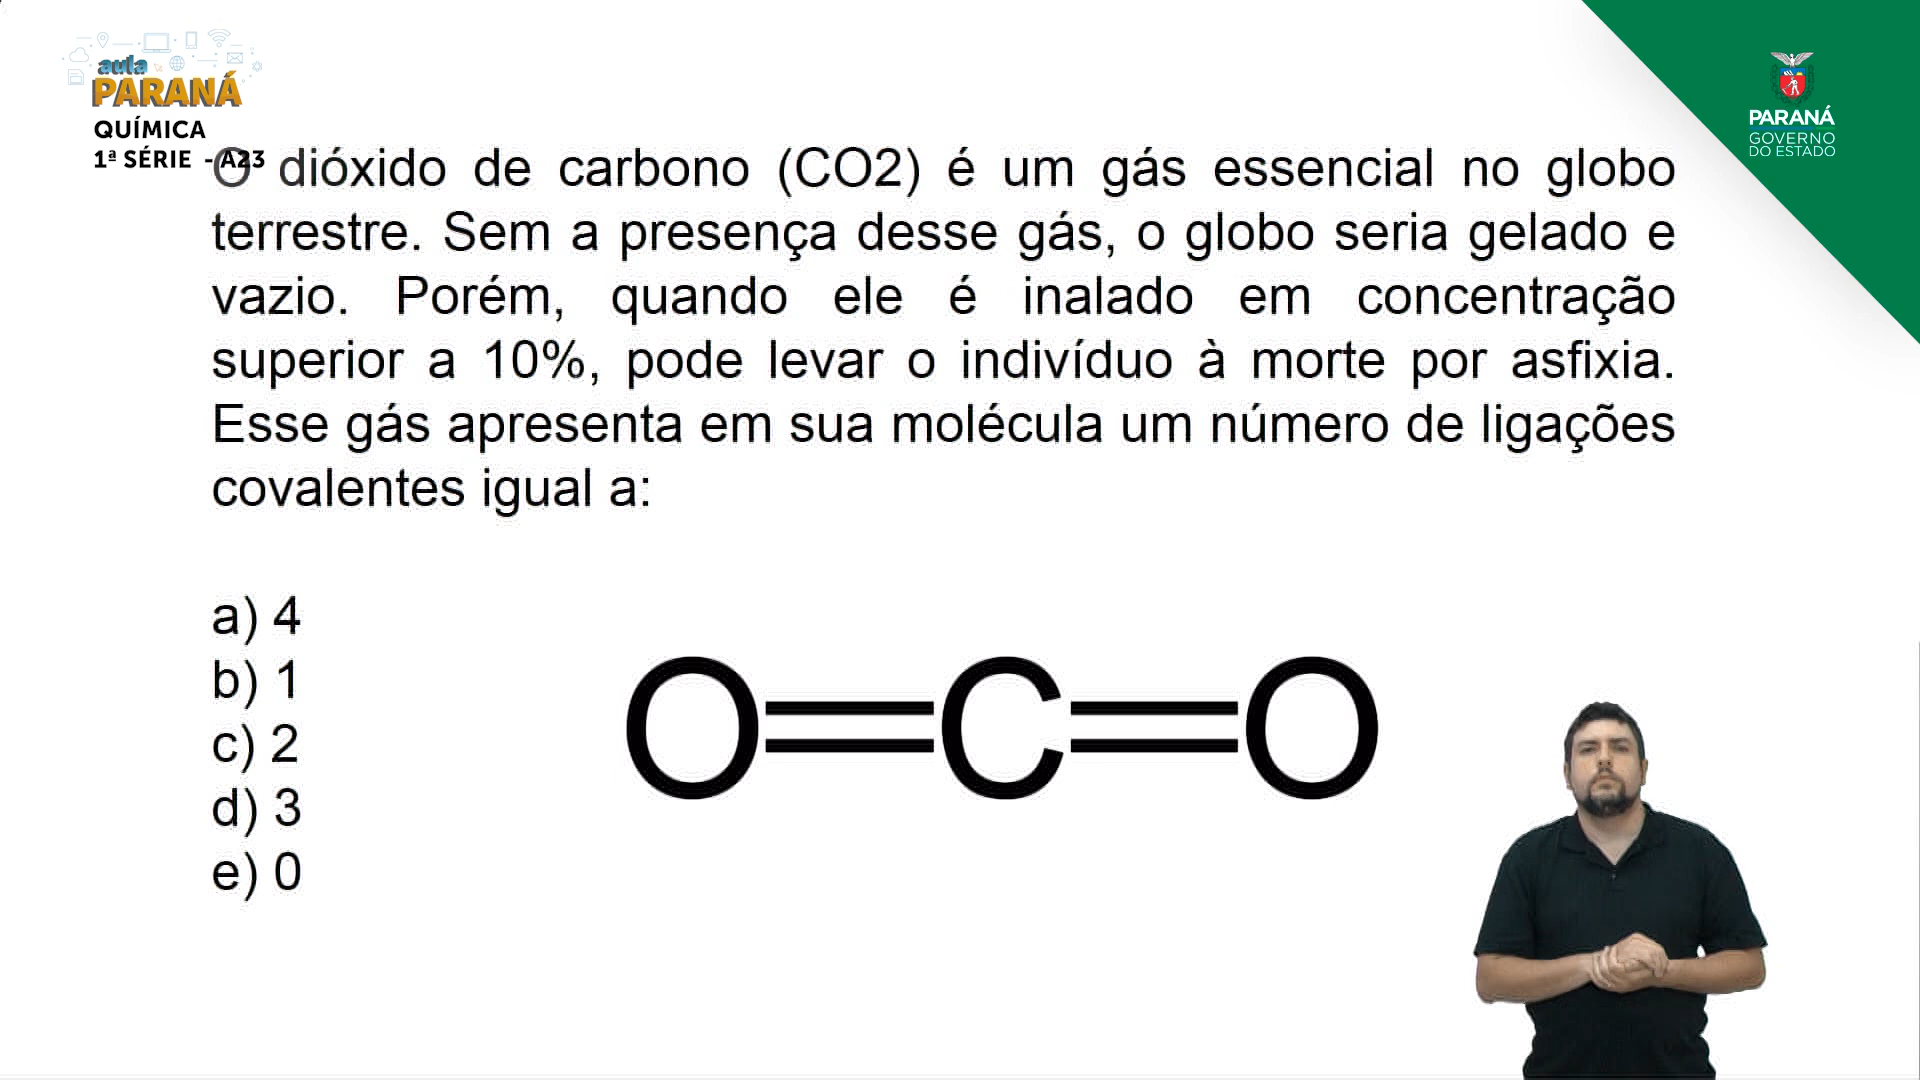 aula
PARANÁ
QUÍMICA
1ª SÉRIE - A23
PARANÁ
GOVERNO
DO ESTADO
O dióxido de carbono (CO2) é um gás essencial no globo
terrestre. Sem a presença desse gás, o globo seria gelado e
vazio. Porém, quando ele é inalado em concentração
superior a 10%, pode levar o indivíduo à morte por asfixia.
Esse gás apresenta em sua molécula um número de ligações
covalentes igual a:
a) 4
b) 1
c) 2
d) 3
e) 0
O=C=O